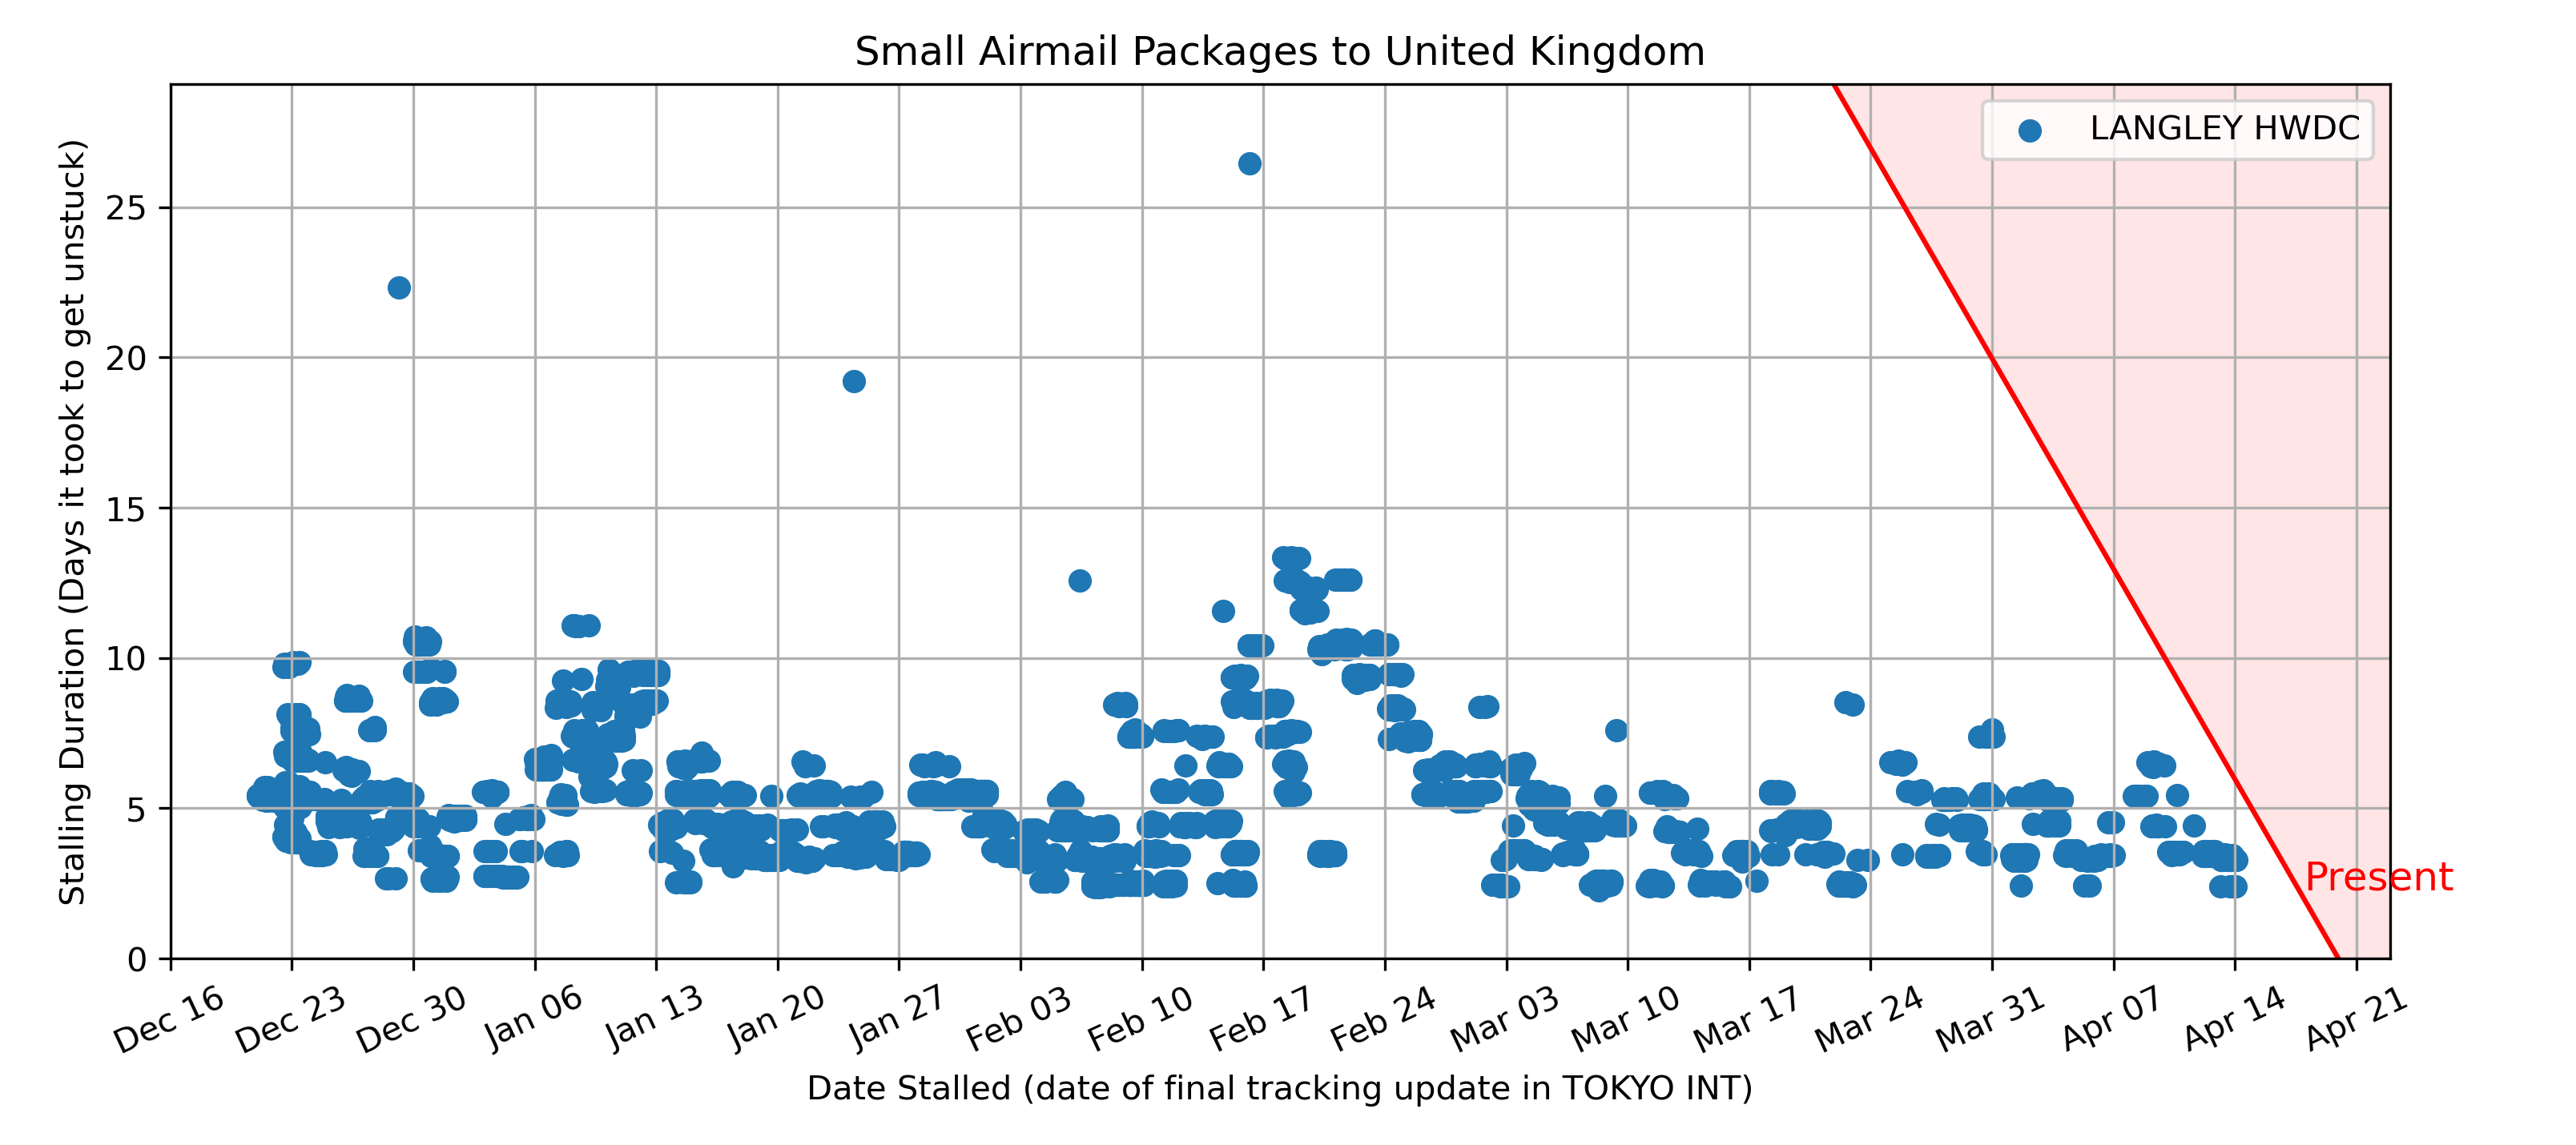 Small Airmail Packages to United Kingdom
LANGLEY HWDC
Stalling Duration (Days it took to get unstuck)
25
20
15
10
5
0
Present
Dec 16
Dec 23
Dec 30
Jan 06
Jan 13
Jan 20
Jan 27
Feb 03
Feb 10
Feb 17
Feb 24
Mar 03
Mar 10
Mar 17
Mar 24
Mar 31
Apr 07
Apr 14
Apr 21
Date Stalled (date of final tracking update in TOKYO INT)